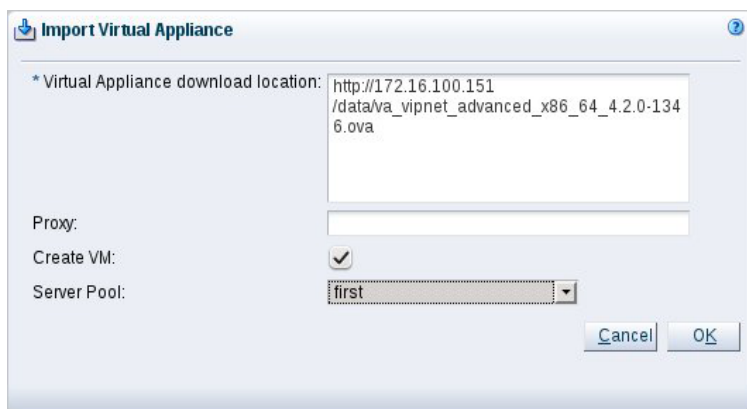 Import Virtual Appliance
* Virtual Appliance download location:
http://172.16.100.151
/data/va_vipnet_advanced_x86_64_4.2.0-134
6.ova
Proxy:
Create VM:
Server Pool:
first
Cancel
OK